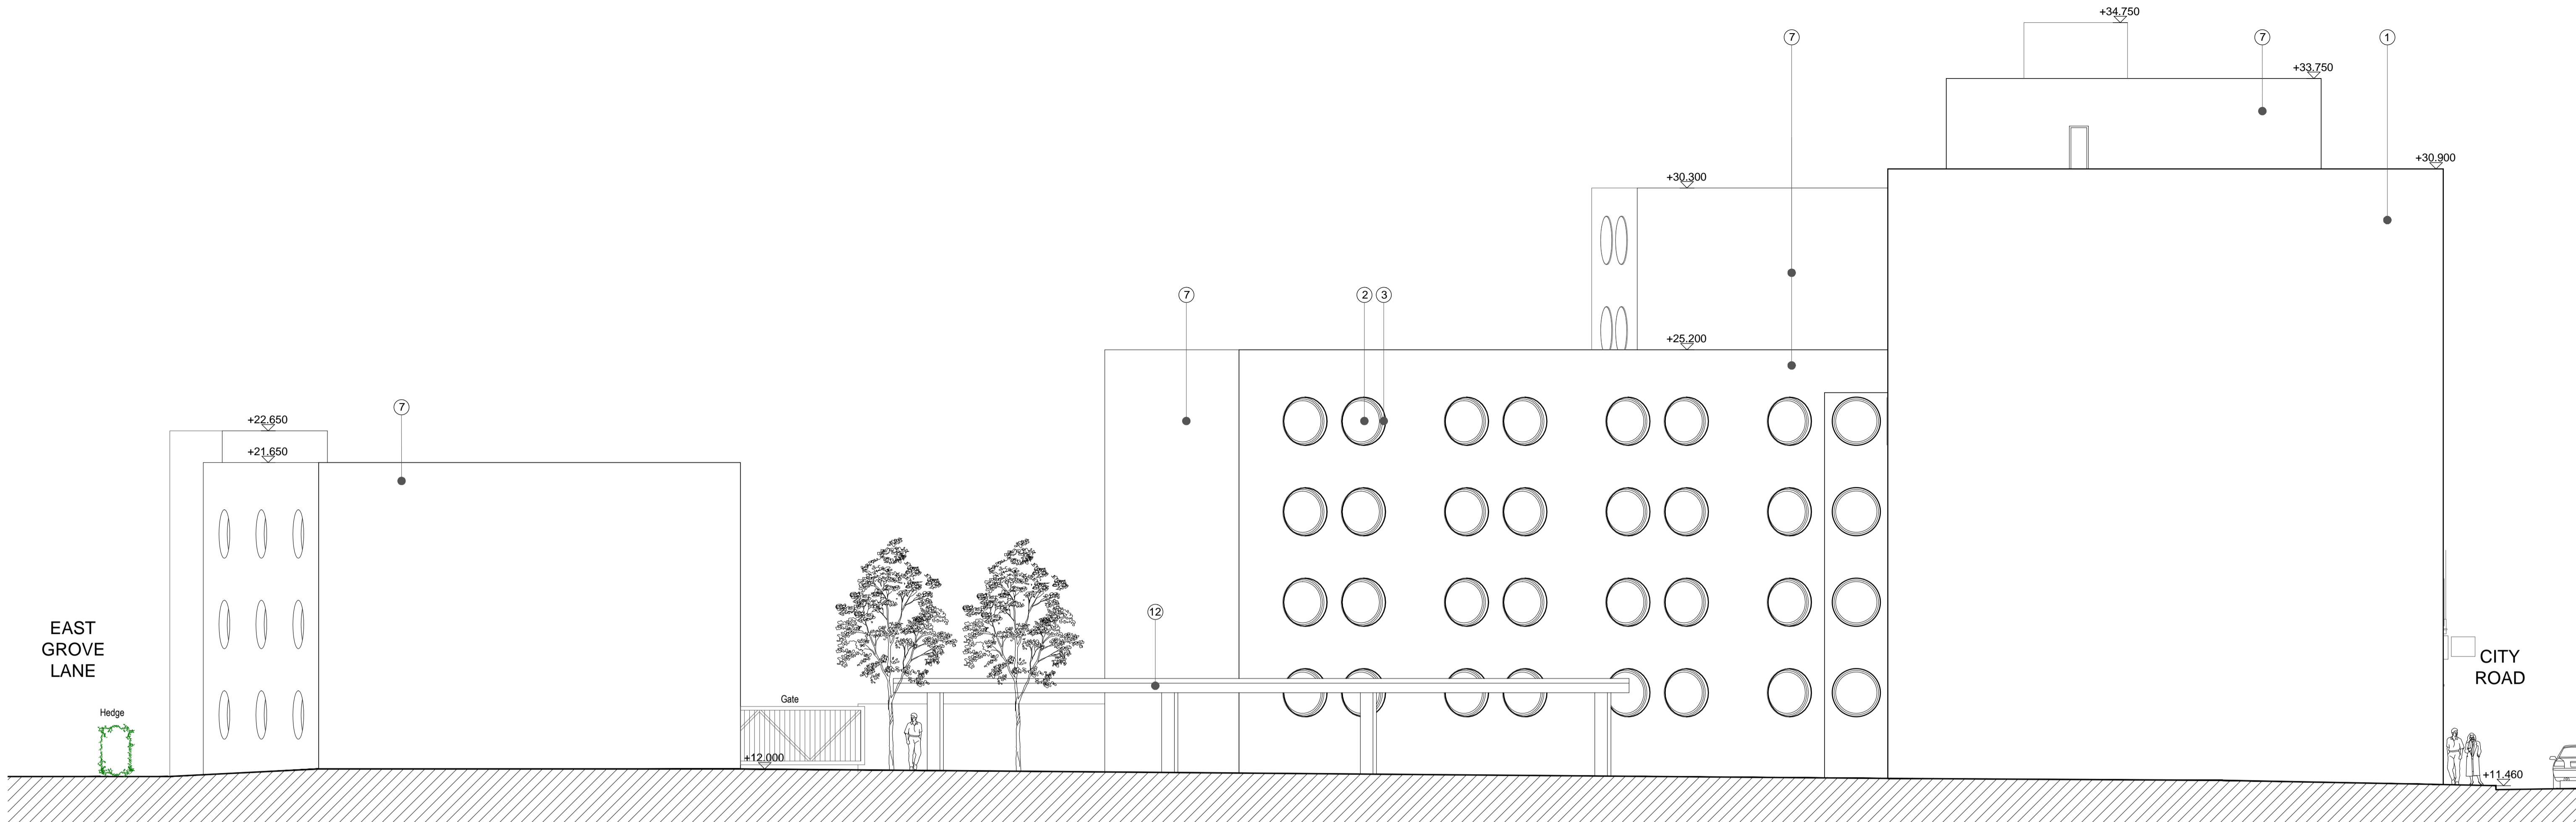 +34.750
7
7
1
+33.750
+30.900
+30.300
7
2
3
+25.200
7
+22.650
+21.650
12
EAST
GROVE
LANE
CITY
ROAD
Hedge
Gate
+12.000
+11.460